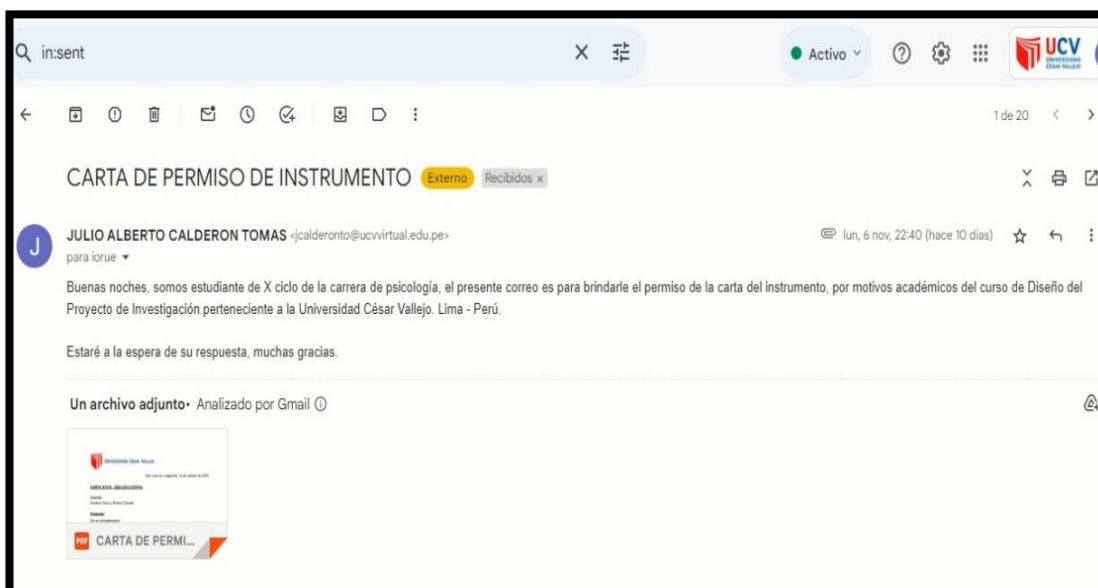 in:sent
Activo
UCV
UNIVERSIDAD
CÉSAR VALLEJO
1 de 20
CARTA DE PERMISO DE INSTRUMENTO Externo Recibidos x
J
JULIO ALBERTO CALDERON TOMAS <jcalderonto@ucvvirtual.edu.pe>
lun, 6 nov, 22:40 (hace 10 días)
para iorue
Buenas noches, somos estudiante de X ciclo de la carrera de psicología, el presente correo es para brindarle el permiso de la carta del instrumento, por motivos académicos del curso de Diseño del
Proyecto de Investigación perteneciente a la Universidad César Vallejo. Lima - Perú.
Estaré a la espera de su respuesta, muchas gracias.
Un archivo adjunto• Analizado por Gmail
UNIVERSIDAD CÉSAR VALLEJO
PDF CARTA DE PERMI...